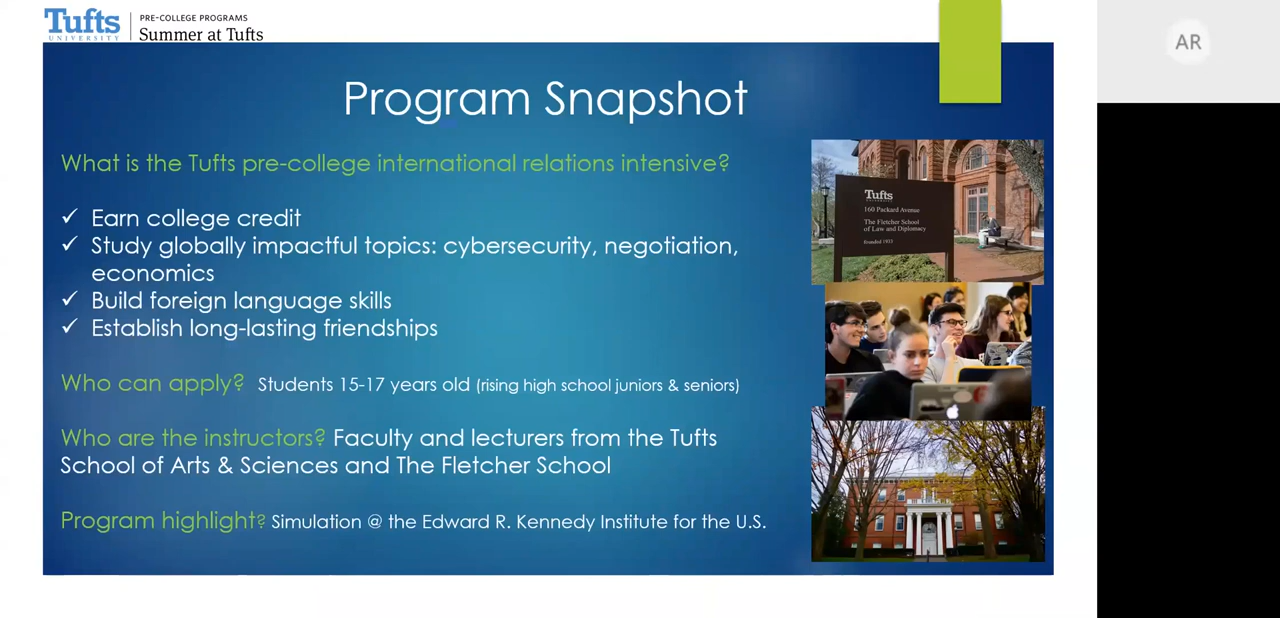 Tufts
UNIVERSITY
PRE-COLLEGE PROGRAMS
Summer at Tufts
AR
Program Snapshot
What is the Tufts pre-college international relations intensive?
✓ Earn college credit
✓ Study globally impactful topics: cybersecurity, negotiation,
economics
✓ Build foreign language skills
✓ Establish long-lasting friendships
Who can apply? Students 15-17 years old (rising high school juniors & seniors)
Who are the instructors? Faculty and lecturers from the Tufts
School of Arts & Sciences and The Fletcher School
Program highlight? Simulation @ the Edward R. Kennedy Institute for the U.S.
Tufts
UNIVERSITY
160 Packard Avenue
The Fletcher School
of Law and Diplomacy
founded 1933